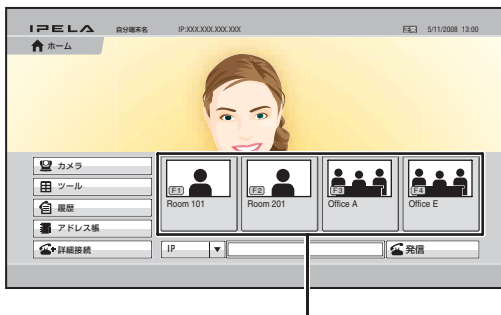 IPELA 自分端末名 IP:XXX.XXX.XXX.XXX 5/11/2008 13:00
ホーム
カメラ
ツール
履歴
アドレス帳
詳細接続
F1
Room 101
F2
Room 201
F3
Office A
F4
Office E
IP
発信